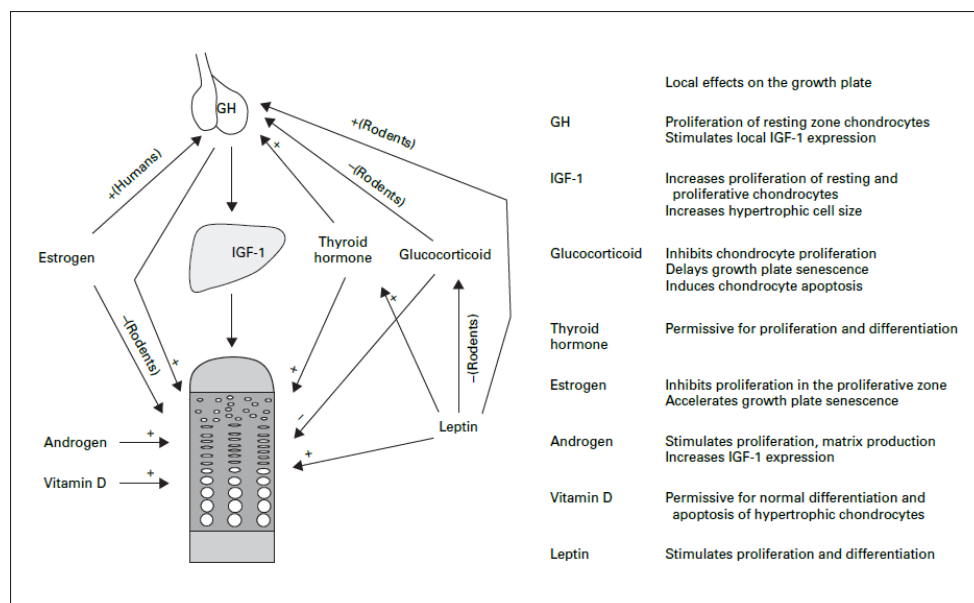 GH
+(Humans)
+(Rodents)
–(Rodents)
+
Estrogen
IGF-1
Thyroid
hormone
Glucocorticoid
–(Rodents)
+
+
+
–
–(Rodents)
Leptin
+
Androgen
+
Vitamin D
+
Local effects on the growth plate
GH
Proliferation of resting zone chondrocytes
Stimulates local IGF-1 expression
IGF-1
Increases proliferation of resting and
proliferative chondrocytes
Increases hypertrophic cell size
Glucocorticoid
Inhibits chondrocyte proliferation
Delays growth plate senescence
Induces chondrocyte apoptosis
Thyroid
hormone
Permissive for proliferation and differentiation
Estrogen
Inhibits proliferation in the proliferative zone
Accelerates growth plate senescence
Androgen
Stimulates proliferation, matrix production
Increases IGF-1 expression
Vitamin D
Permissive for normal differentiation and
apoptosis of hypertrophic chondrocytes
Leptin
Stimulates proliferation and differentiation